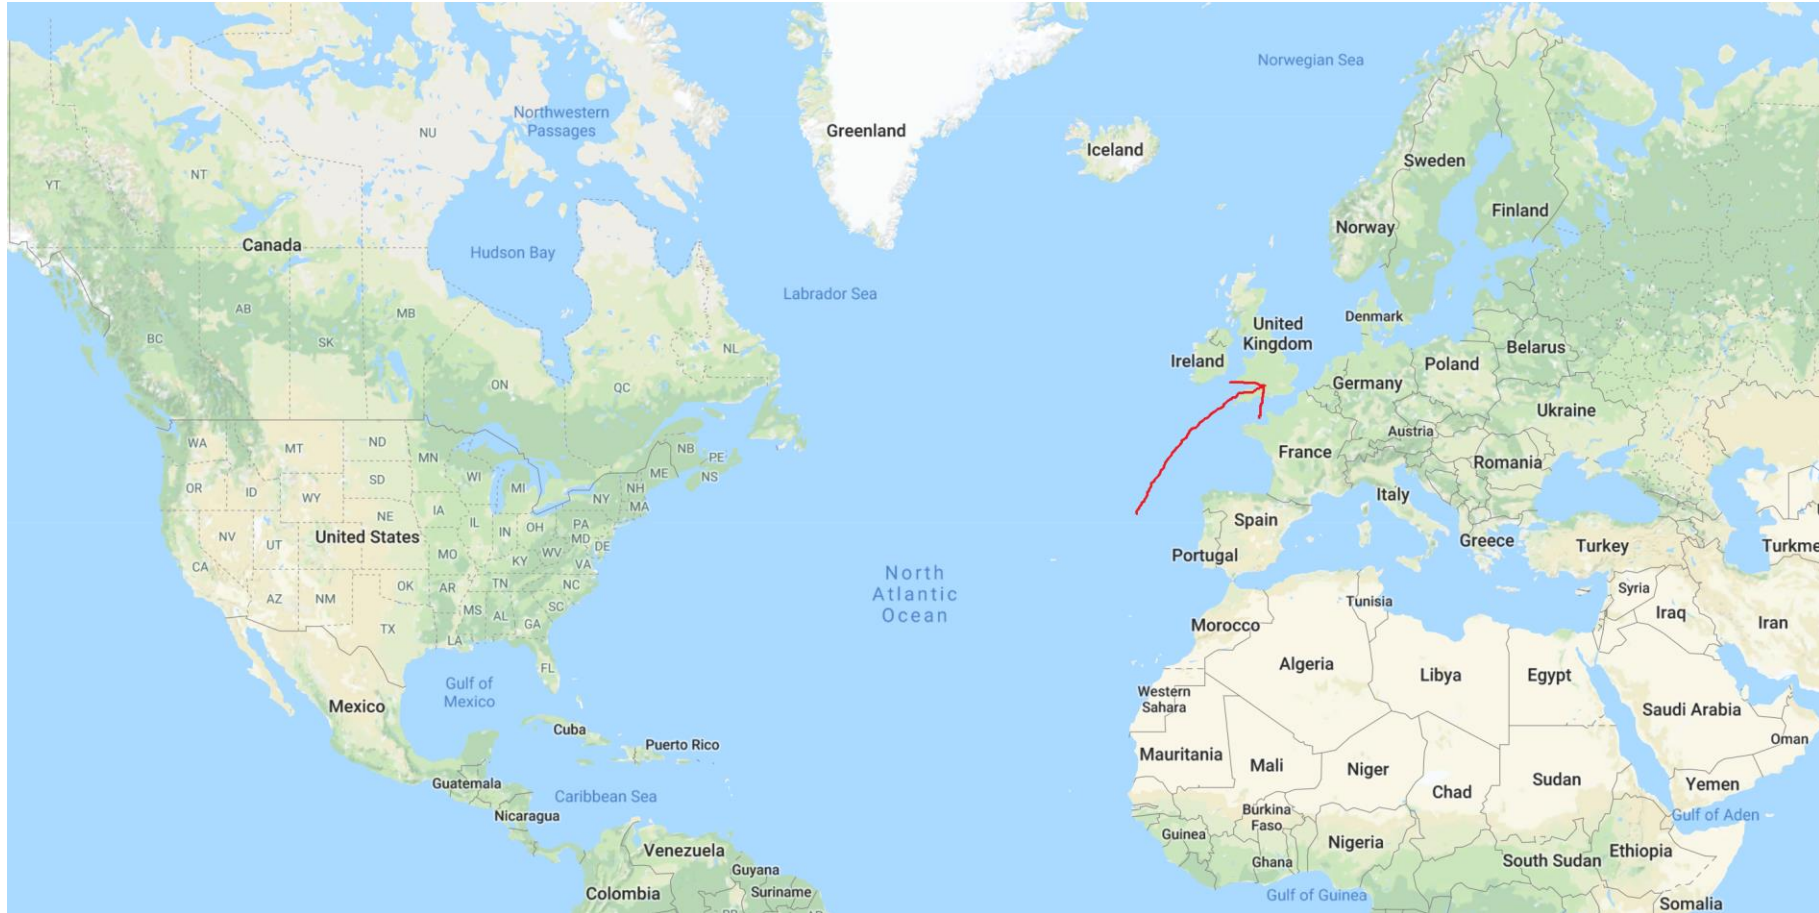 Norwegian Sea
Northwestern
Passages
NU
Greenland
Iceland
Sweden
YT
NT
Finland
Norway
Canada
Hudson Bay
Labrador Sea
AB
MB
BC
SK
NL
United
Kingdom
Denmark
Ireland
Belarus
Poland
Germany
ON
QC
Ukraine
Austria
WA
MT
ND
MN
NB
PE
ME
NS
France
Romania
OR
ID
WY
SD
WI
MI
NY
NH
MA
Italy
NV
UT
NE
IA
IL
IN
OH
PA
MD
DE
United States
Spain
Greece
Turkey
Turkme
Portugal
CA
MO
KY
WV
VA
North
Atlantic
Ocean
AZ
NM
OK
AR
TN
NC
SC
MS
AL
GA
TX
LA
FL
Tunisia
Syria
Iraq
Iran
Morocco
Algeria
Libya
Egypt
Gulf of
Mexico
Western
Sahara
Mexico
Saudi Arabia
Cuba
Puerto Rico
Oman
Mauritania
Mali
Niger
Chad
Sudan
Yemen
Guatemala
Caribbean Sea
Nicaragua
Burkina
Faso
Gulf of Aden
Guinea
Nigeria
Venezuela
Ghana
South Sudan
Ethiopia
Guyana
Colombia
Suriname
Gulf of Guinea
Somalia